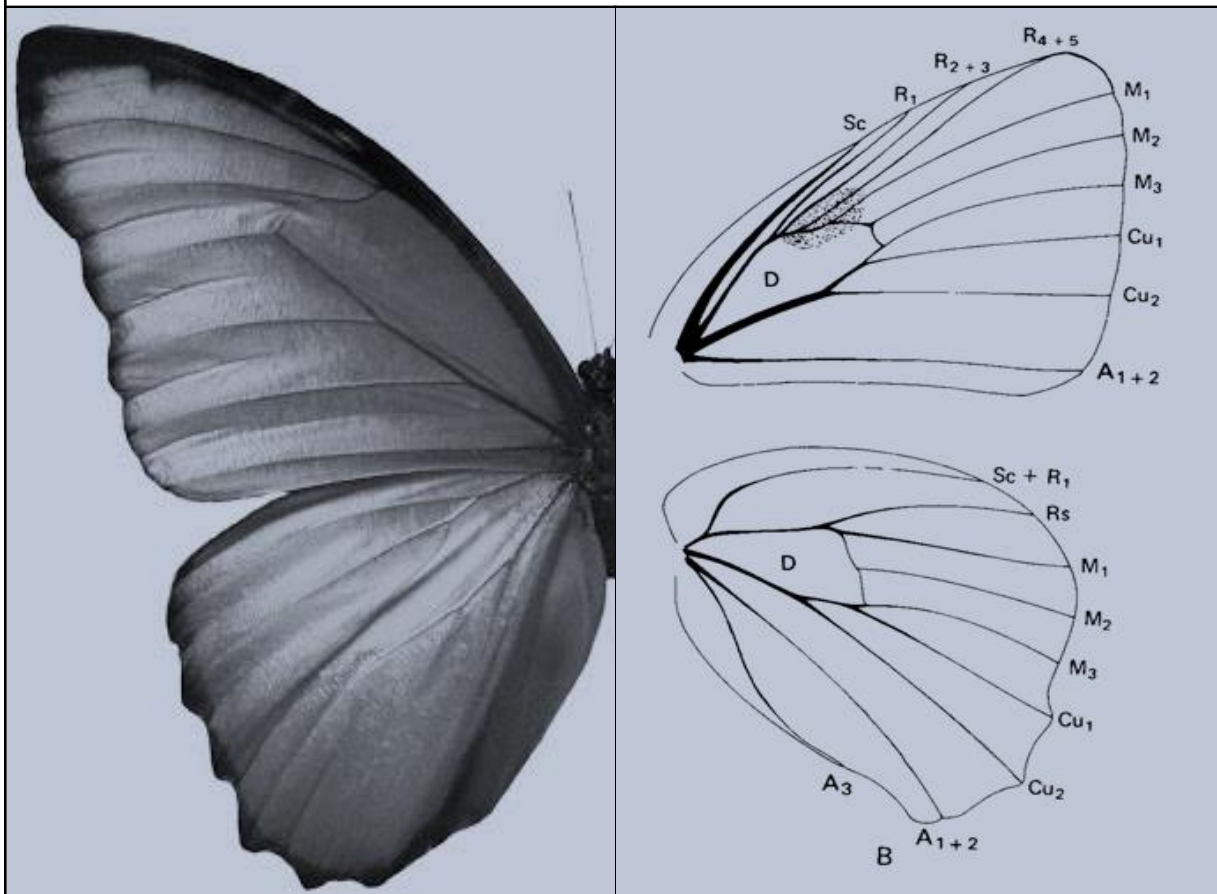 R4 + 5
R2 + 3
R1
Sc
M1
M2
M3
Cu1
D
Cu2
A1 + 2
Sc + R1
Rs
D
M1
M2
M3
Cu1
A3
Cu2
A1 + 2
B